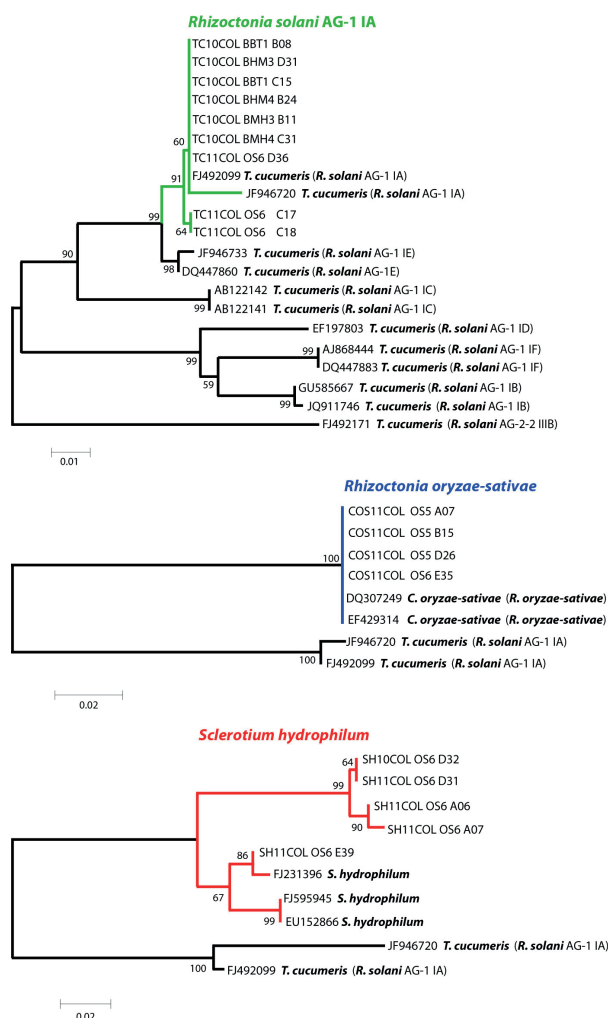 Rhizoctonia solani AG-1 IA
TC10COL BBT1 B08
TC10COL BHM3 D31
TC10COL BBT1 C15
TC10COL BHM4 B24
TC10COL BMH3 B11
60
TC10COL BMH4 C31
TC11COL OS6 D36
91
FJ492099 T. cucumeris (R. solani AG-1 IA)
JF946720 T. cucumeris (R. solani AG-1 IA)
99
TC11COL OS6 C17
64
TC11COL OS6 C18
90
JF946733 T. cucumeris (R. solani AG-1 IE)
98
DQ447860 T. cucumeris (R. solani AG-1E)
AB122142 T. cucumeris (R. solani AG-1 IC)
99
AB122141 T. cucumeris (R. solani AG-1 IC)
EF197803 T. cucumeris (R. solani AG-1 ID)
99
99
AJ868444 T. cucumeris (R. solani AG-1 IF)
DQ447883 T. cucumeris (R. solani AG-1 IF)
59
GU585667 T. cucumeris (R. solani AG-1 IB)
99
JQ911746 T. cucumeris (R. solani AG-1 IB)
FJ492171 T. cucumeris (R. solani AG-2-2 IIIB)
0.01
Rhizoctonia oryzae-sativae
COS11COL OS5 A07
COS11COL OS5 B15
100
COS11COL OS5 D26
COS11COL OS6 E35
DQ307249 C. oryzae-sativae (R. oryzae-sativae)
EF429314 C. oryzae-sativae (R. oryzae-sativae)
JF946720 T. cucumeris (R. solani AG-1 IA)
100
FJ492099 T. cucumeris (R. solani AG-1 IA)
0.02
Sclerotium hydrophilum
64
SH10COL OS6 D32
99
SH11COL OS6 D31
SH11COL OS6 A06
90
SH11COL OS6 A07
86
SH11COL OS6 E39
FJ231396 S. hydrophilum
67
FJ595945 S. hydrophilum
99
EU152866 S. hydrophilum
JF946720 T. cucumeris (R. solani AG-1 IA)
100
FJ492099 T. cucumeris (R. solani AG-1 IA)
0.02